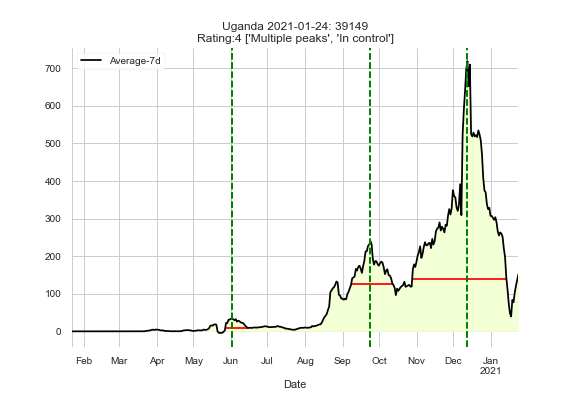 Uganda 2021-01-24: 39149
Rating:4 ['Multiple peaks', 'In control']
Average-7d
700
600
500
400
300
200
100
0
Feb Mar Apr May Jun Jul Aug Sep Oct Nov Dec Jan
2021
Date